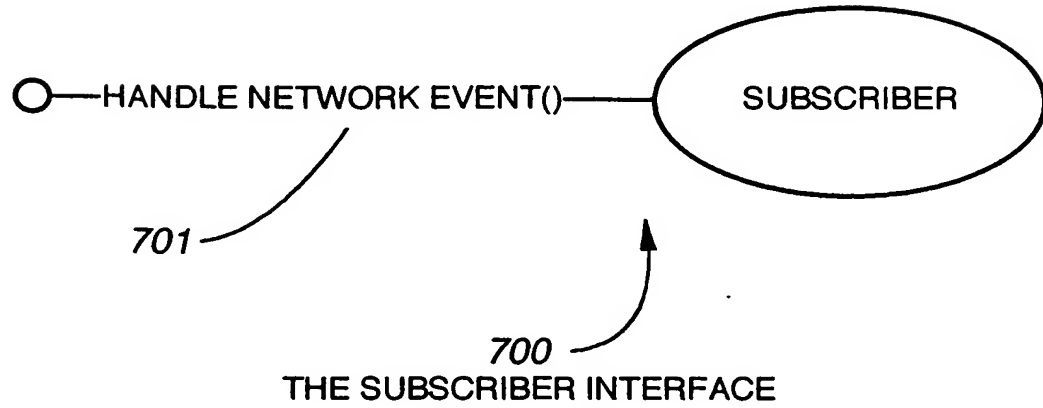 HANDLE NETWORK EVENT()
SUBSCRIBER
701
700
THE SUBSCRIBER INTERFACE